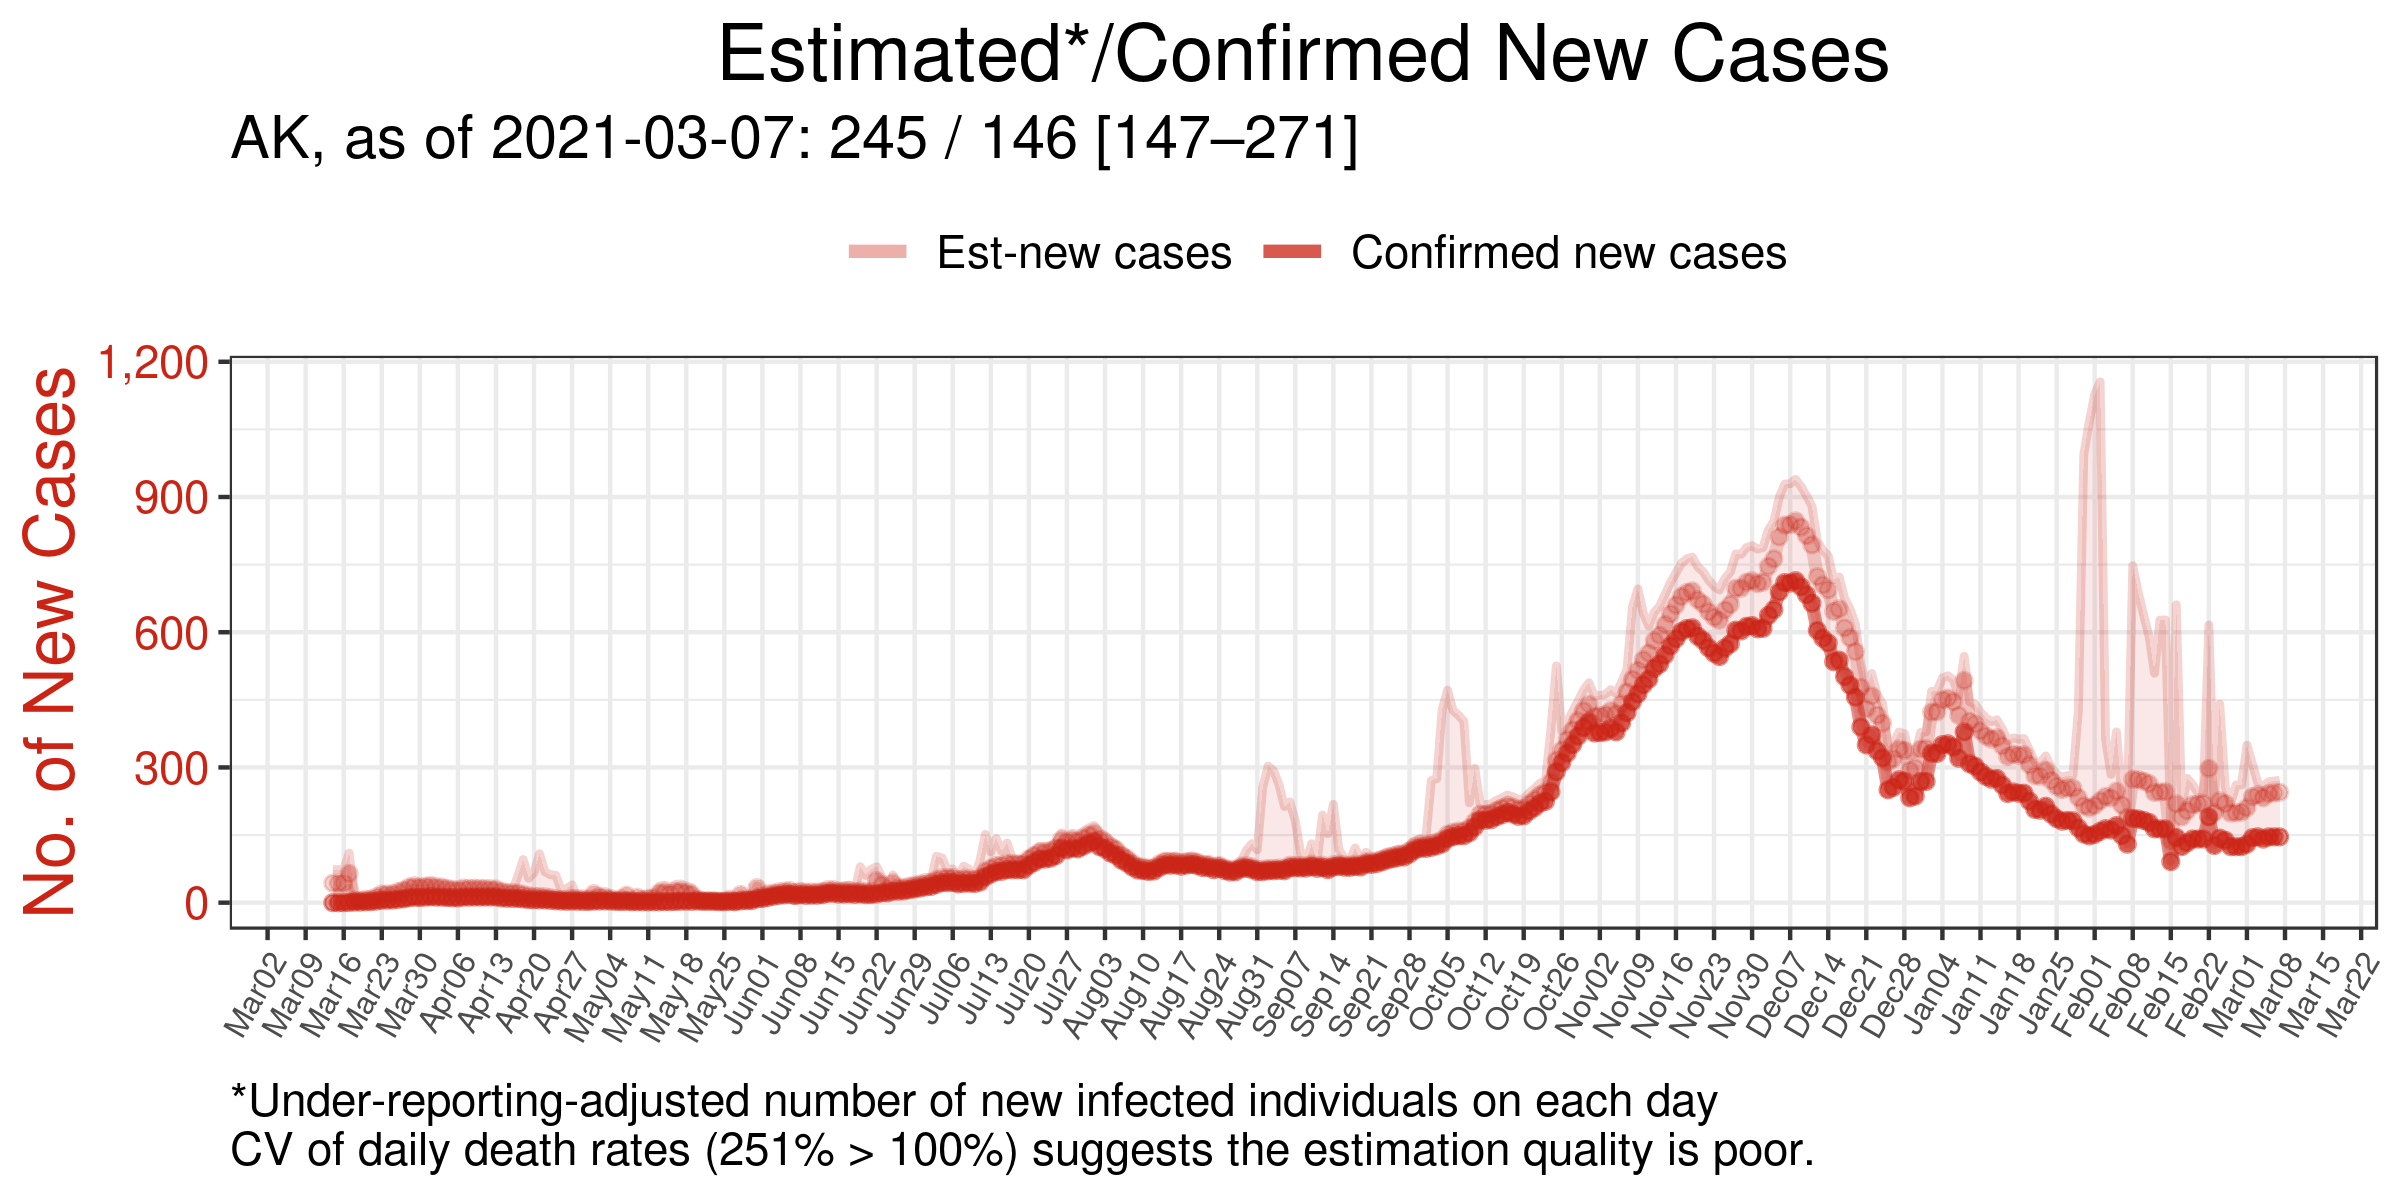 Estimated*/Confirmed New Cases
AK, as of 2021-03-07: 245 / 146 [147–271]
Est-new cases Confirmed new cases
No. of New Cases
1,200
900
600
300
0
Mar02 Mar09 Mar16 Mar23 Mar30 Apr06 Apr13 Apr20 Apr27 May04 May11 May18 May25 Jun01 Jun08 Jun15 Jun22 Jun29 Jul06 Jul13 Jul20 Jul27 Aug03 Aug10 Aug17 Aug24 Aug31 Sep07 Sep14 Sep21 Sep28 Oct05 Oct12 Oct19 Oct26 Nov02 Nov09 Nov16 Nov23 Nov30 Dec07 Dec14 Dec21 Dec28 Jan04 Jan11 Jan18 Jan25 Feb01 Feb08 Feb15 Feb22 Mar01 Mar08 Mar15 Mar22
*Under-reporting-adjusted number of new infected individuals on each day
CV of daily death rates (251% > 100%) suggests the estimation quality is poor.